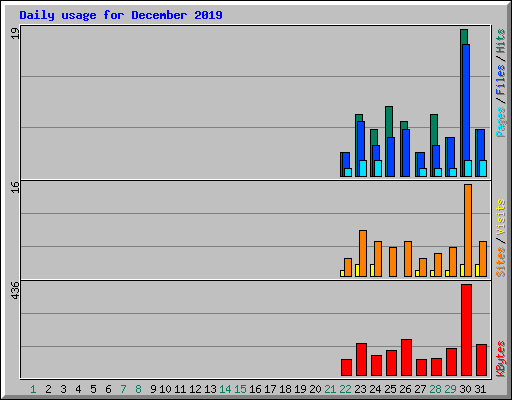 Daily usage for December 2019
19
16
436
Pages / Files / Hits
Sites / Visits
KBytes
1 2 3 4 5 6 7 8 9 10 11 12 13 14 15 16 17 18 19 20 21 22 23 24 25 26 27 28 29 30 31